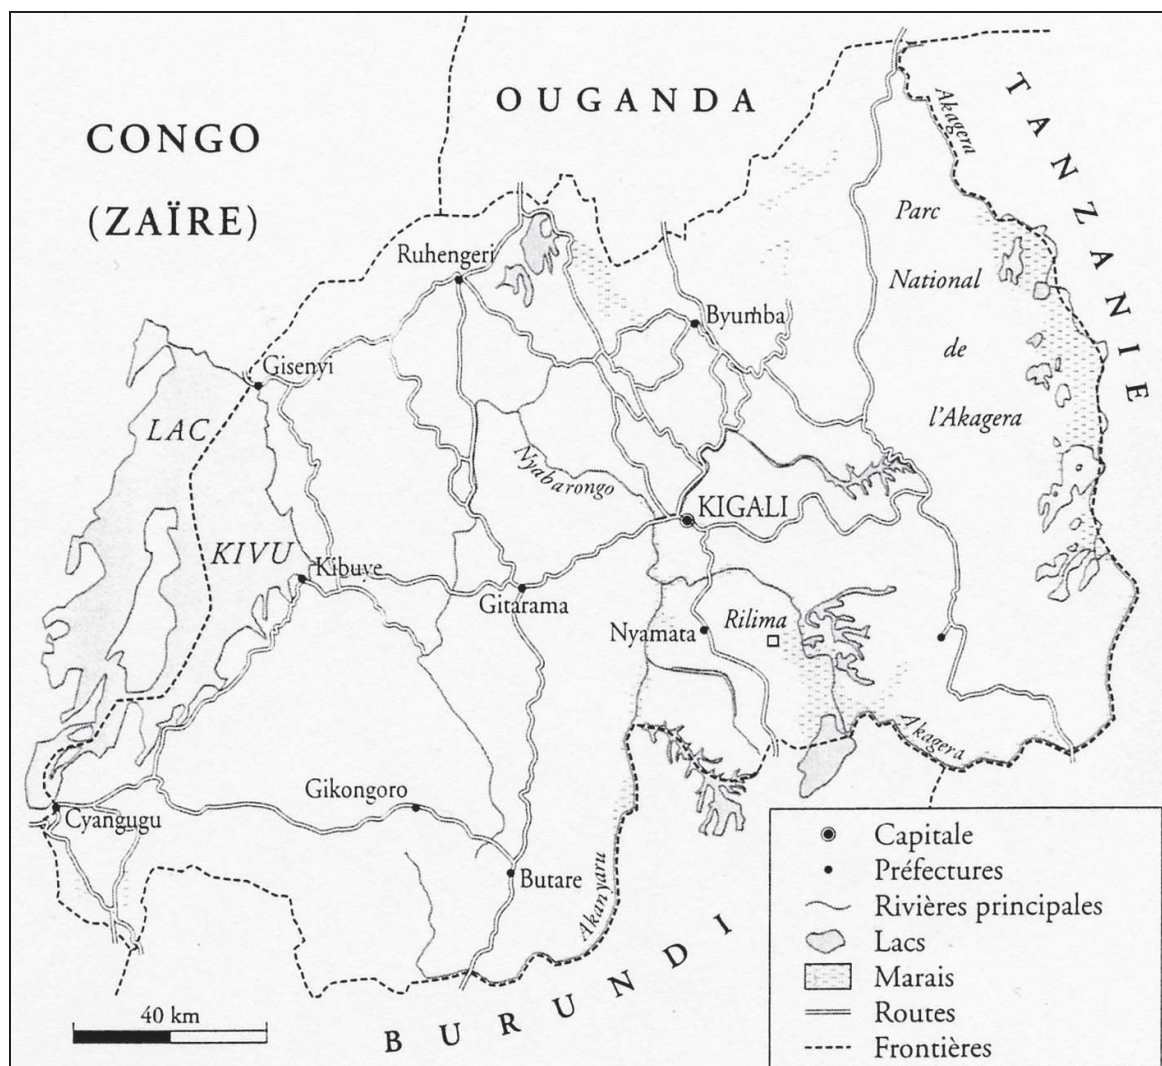 OUGANDA
CONGO
(ZAÏRE)
TANZANIE
Akagera
Parc
National
de
l'Akagera
Ruhengeri
Byumba
Gisenyi
LAC
KIVU
Nyabarongo
KIGALI
Kibuye
Gitarama
Nyamata
Rilima
Akagera
Gikongoro
Cyangugu
Butare
Akanyaru
BURUNDI
40 km
Capitale
Préfectures
Rivières principales
Lacs
Marais
Routes
Frontières